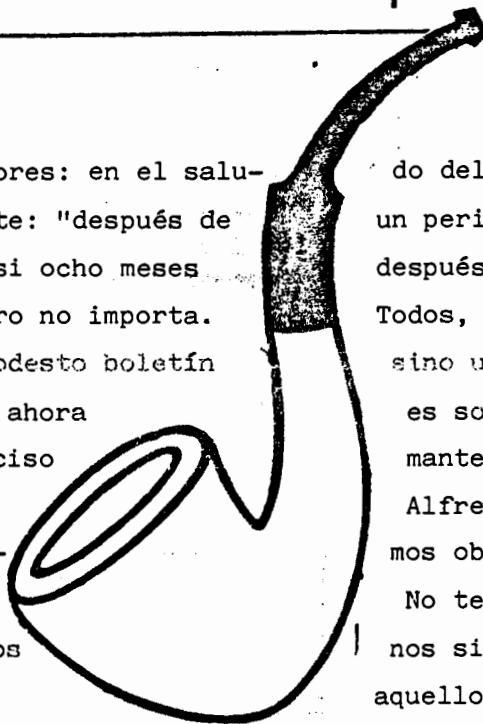 ores: en el salu- do del
te: "después de un peri
si ocho meses después
ro no importa. Todos,
odesto boletín sino u
ahora es so
ciso mante
Alfre
- mos ob
No te
os nos si
aquello